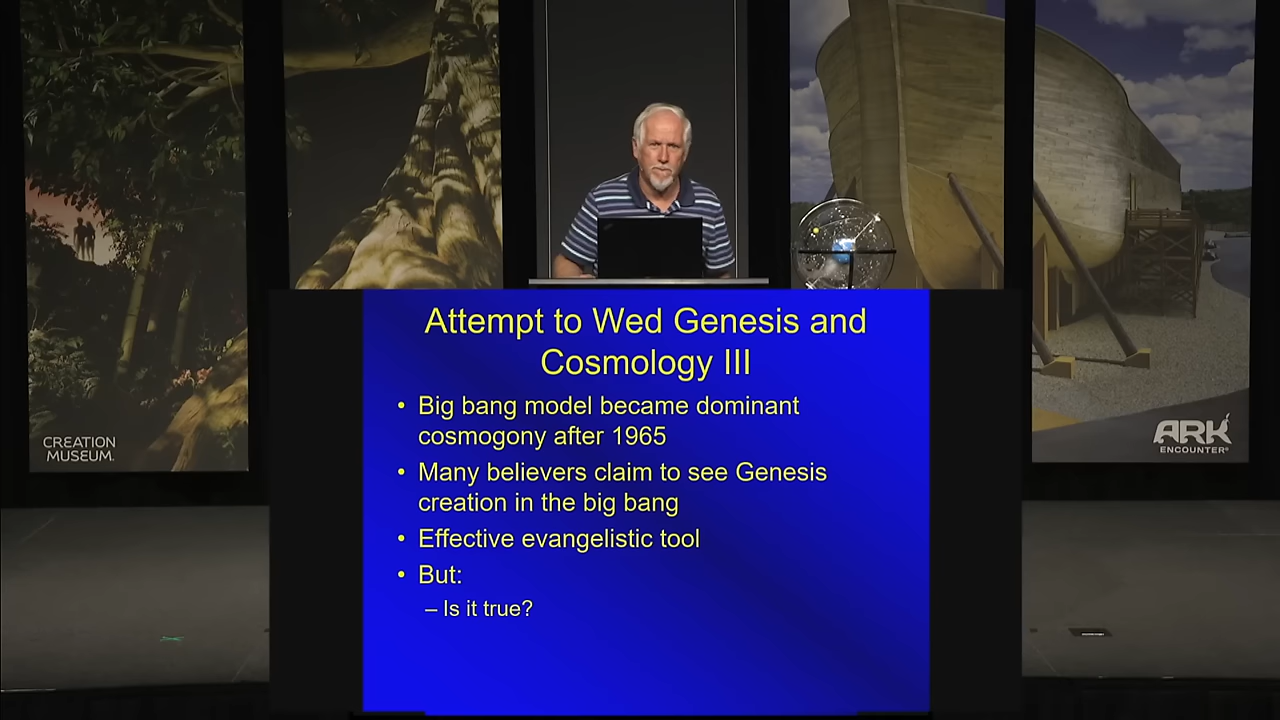 Attempt to Wed Genesis and
Cosmology III
• Big bang model became dominant
cosmogony after 1965
• Many believers claim to see Genesis
creation in the big bang
• Effective evangelistic tool
• But:
– Is it true?
CREATION
MUSEUM.
ARK
ENCOUNTER®